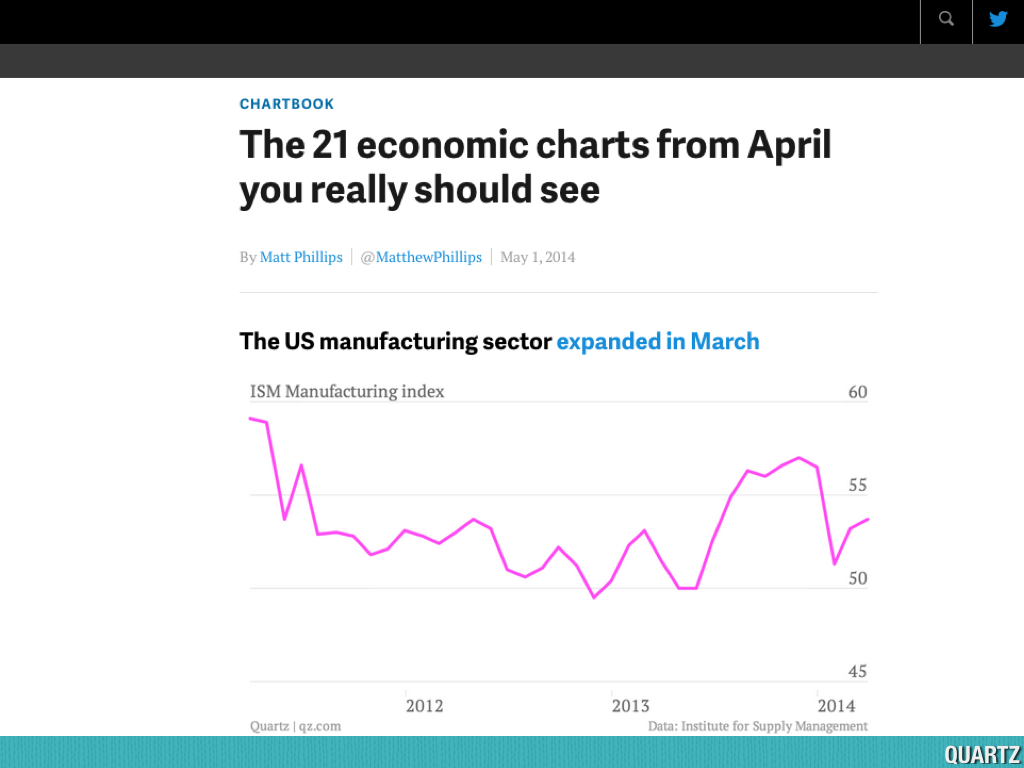 CHARTBOOK
The 21 economic charts from April
you really should see
By Matt Phillips | @MatthewPhillips | May 1, 2014
The US manufacturing sector expanded in March
ISM Manufacturing index
60
55
50
45
2012 2013 2014
Quartz | qz.com Data: Institute for Supply Management
QUARTZ